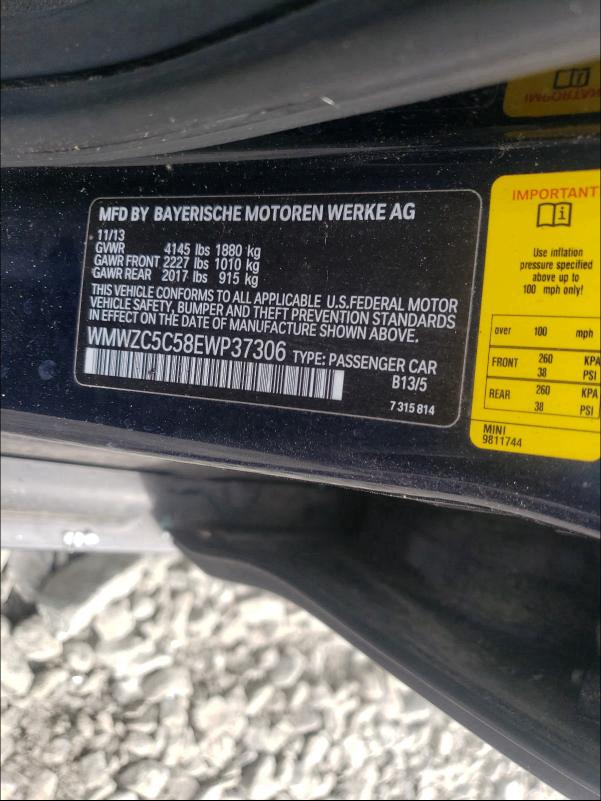 MFD BY BAYERISCHE MOTOREN WERKE AG
11/13
GVWR 4145 lbs 1880 kg
GAWR FRONT 2227 lbs 1010 kg
GAWR REAR 2017 lbs 915 kg
THIS VEHICLE CONFORMS TO ALL APPLICABLE U.S.FEDERAL MOTOR
VEHICLE SAFETY, BUMPER AND THEFT PREVENTION STANDARDS
IN EFFECT ON THE DATE OF MANUFACTURE SHOWN ABOVE.
WMWZC5C58EWP37306 TYPE: PASSENGER CAR
B13/5
7 315 814
IMPORTANT
Use inflation
pressure specified
above up to
100 mph only!
over 100 mph
FRONT 260 KPA
38 PSI
REAR 260 KPA
38 PSI
MINI
9811744